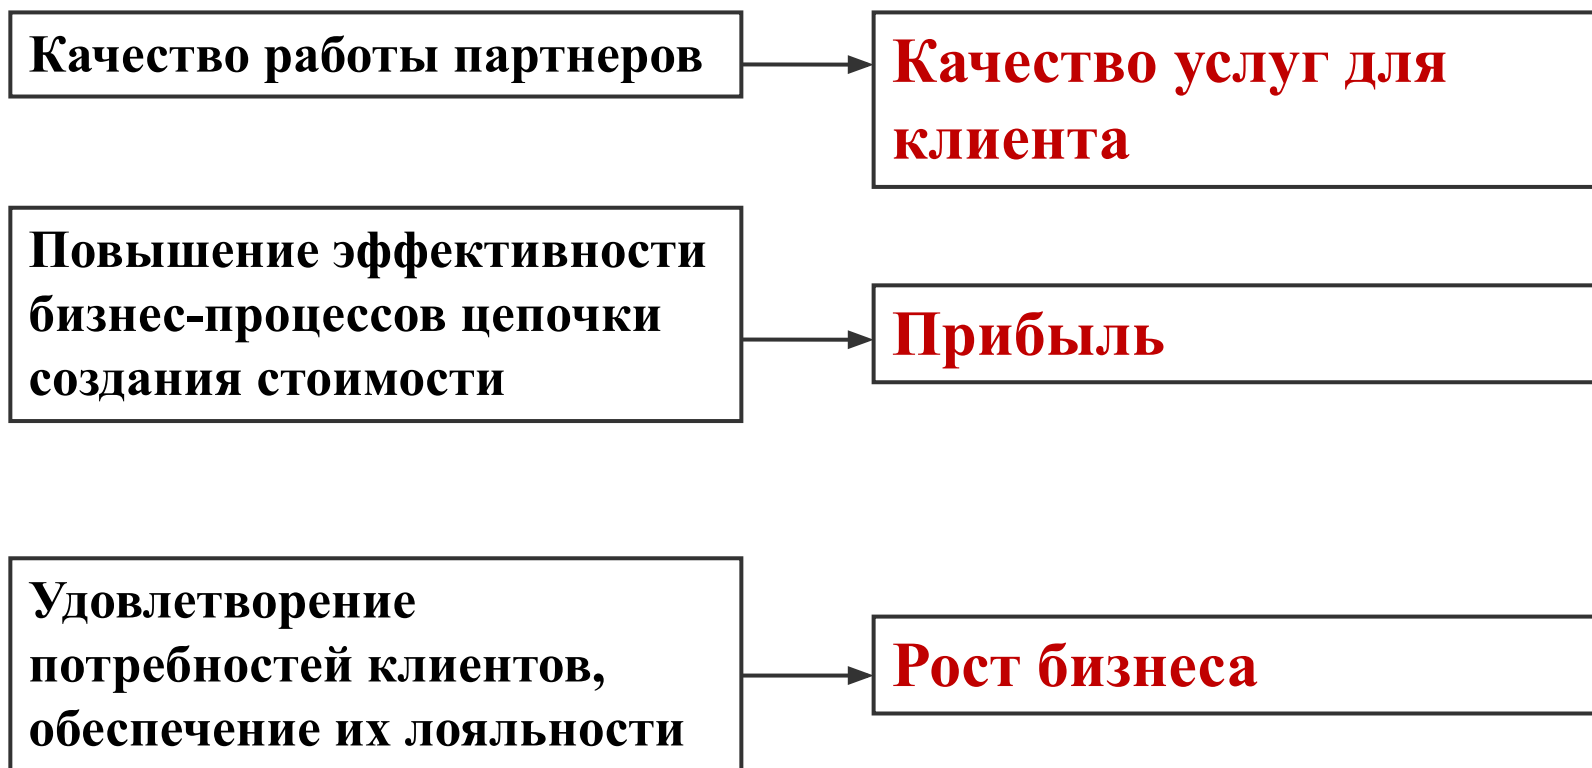 Качество работы партнеров
Качество услуг для
клиента
Повышение эффективности
бизнес-процессов цепочки
создания стоимости
Прибыль
Удовлетворение
потребностей клиентов,
обеспечение их лояльности
Рост бизнеса